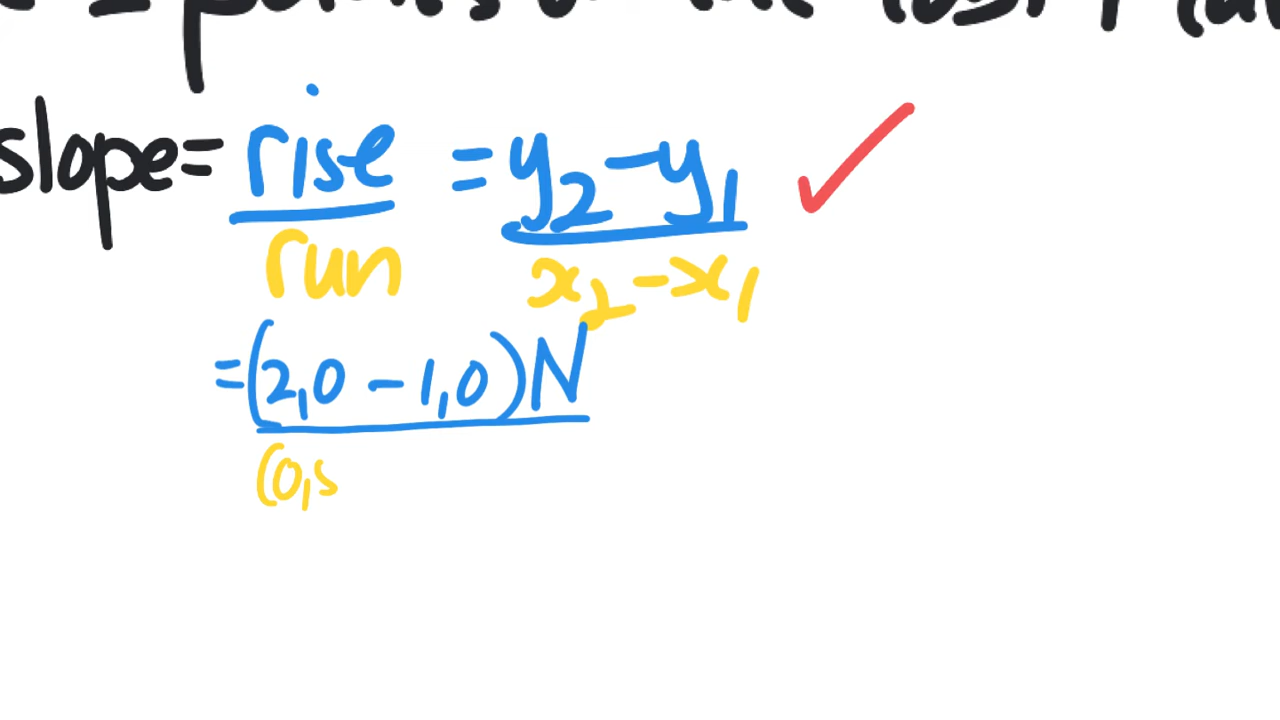 slope = rise = y₂ - y₁
run x₂ - x₁
= (2,0 - 1,0) N
(0,5